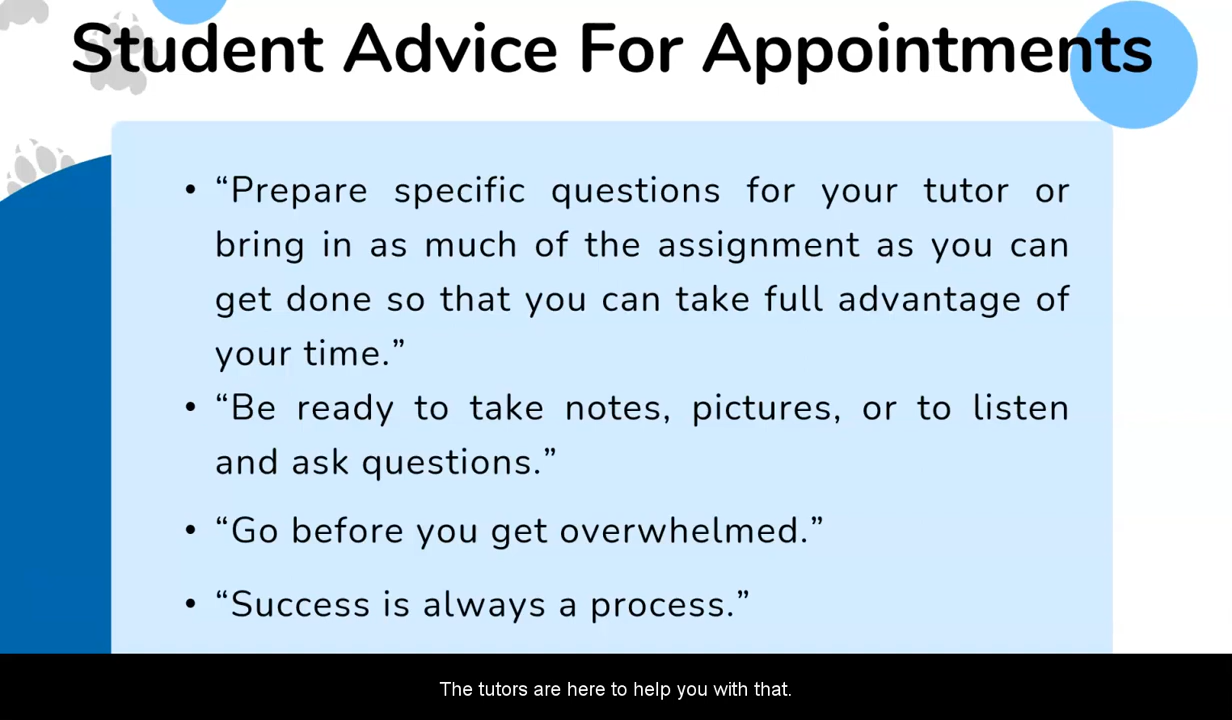 Student Advice For Appointments
• “Prepare specific questions for your tutor or
bring in as much of the assignment as you can
get done so that you can take full advantage of
your time.”
• “Be ready to take notes, pictures, or to listen
and ask questions.”
• “Go before you get overwhelmed.”
• “Success is always a process.”
The tutors are here to help you with that.